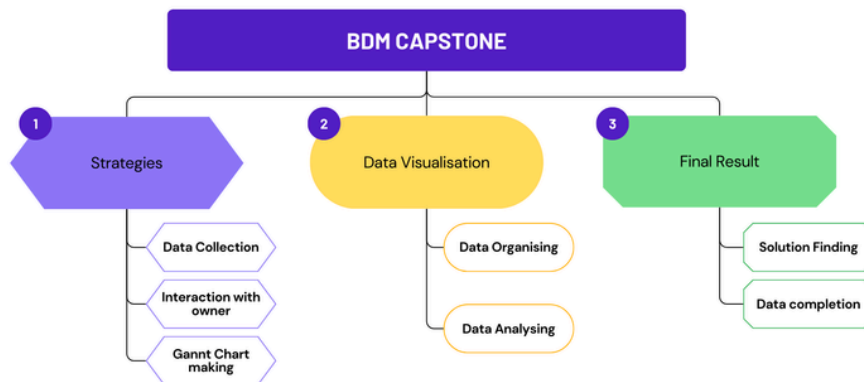 BDM CAPSTONE
1
Strategies
Data Collection
Interaction with
owner
Gannt Chart
making
2
Data Visualisation
Data Organising
Data Analysing
3
Final Result
Solution Finding
Data completion